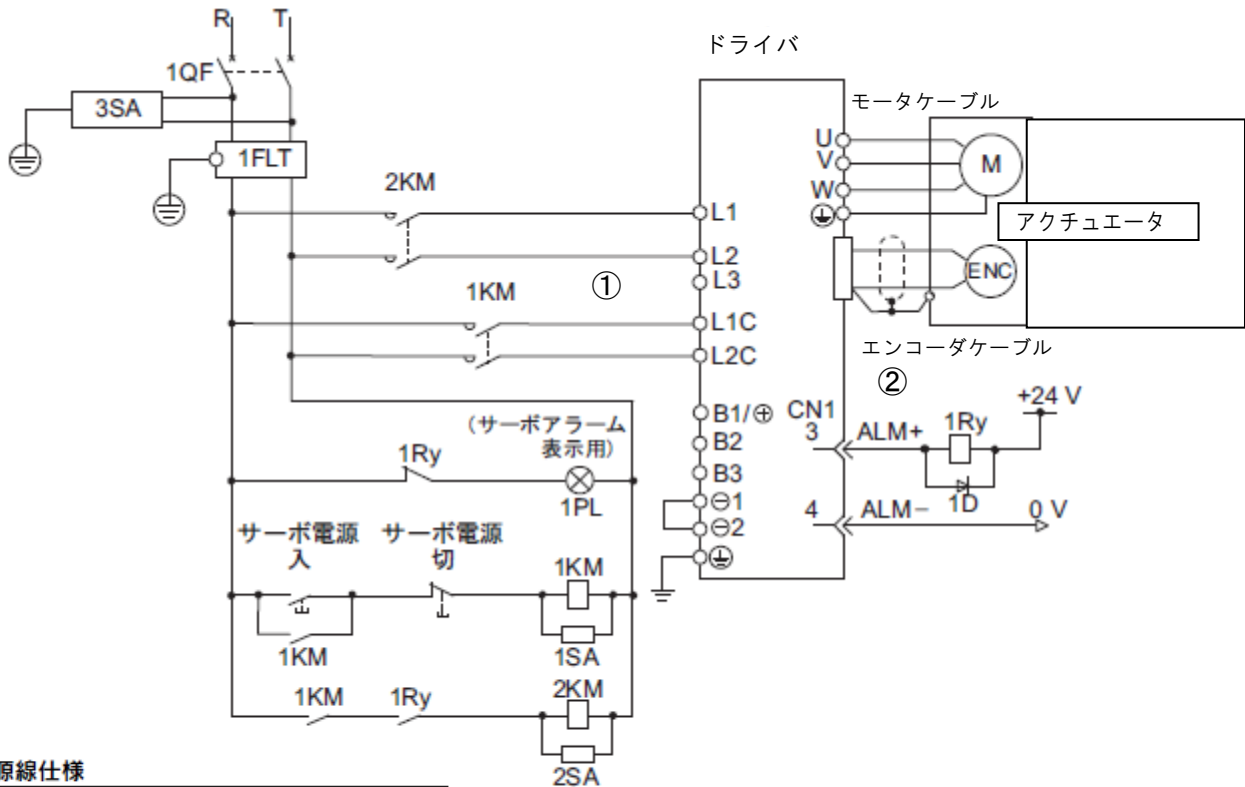 R T
1QF
3SA
1FLT
2KM
1KM
①
ドライバ
L1
L2
L3
L1C
L2C
B1/⊕
B2
B3
⊖1
⊖2
U
V
W
モータケーブル
M
アクチュエータ
ENC
エンコーダケーブル
②
CN1
3 ALM+
1Ry
+24 V
1D
4 ALM− 0 V
(サーボアラーム
表示用)
1Ry
1PL
サーボ電源
入
サーボ電源
切
1KM
1KM
1SA
1KM 1Ry
2KM
2SA
源線仕様